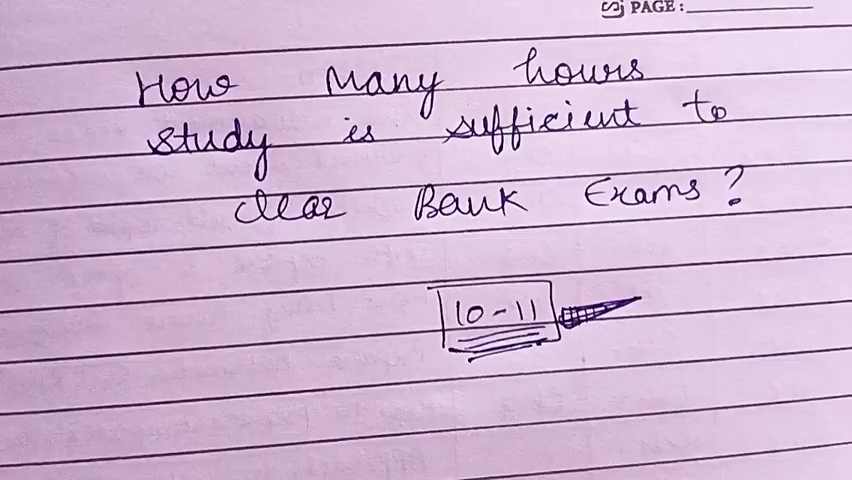 PAGE:
How Many hours
study is sufficient to
clear Bank Exams?
10-11